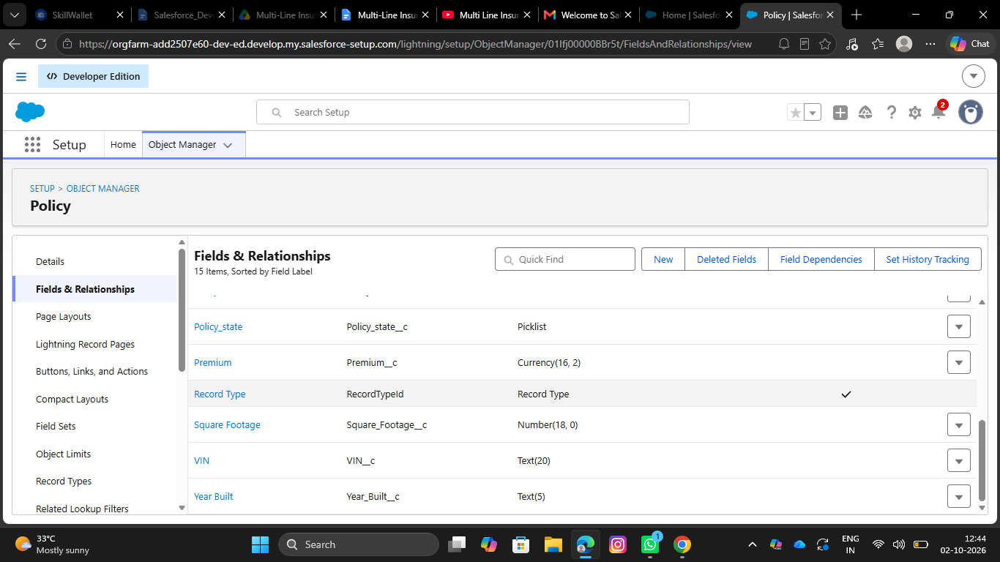 SkillWallet
Salesforce_Dev
Multi-Line Insu
Multi-Line Insur
Multi Line Insur
Welcome to Sal
Home | Salesfo
Policy | Salesfor
https://orgfarm-add2507e60-dev-ed.develop.my.salesforce-setup.com/lightning/setup/ObjectManager/01Ifj00000BBr5t/FieldsAndRelationships/view
Chat
Developer Edition
Search Setup
2
Setup
Home
Object Manager
SETUP > OBJECT MANAGER
Policy
Details
Fields & Relationships
Page Layouts
Lightning Record Pages
Buttons, Links, and Actions
Compact Layouts
Field Sets
Object Limits
Record Types
Related Lookup Filters
Fields & Relationships
15 Items, Sorted by Field Label
Quick Find
New
Deleted Fields
Field Dependencies
Set History Tracking
Policy_state Policy_state__c Picklist
Premium Premium__c Currency(16, 2)
Record Type RecordTypeId Record Type
Square Footage Square_Footage__c Number(18, 0)
VIN VIN__c Text(20)
Year Built Year_Built__c Text(5)
33°C
Mostly sunny
Search
1
ENG
IN
12:44
02-10-2026